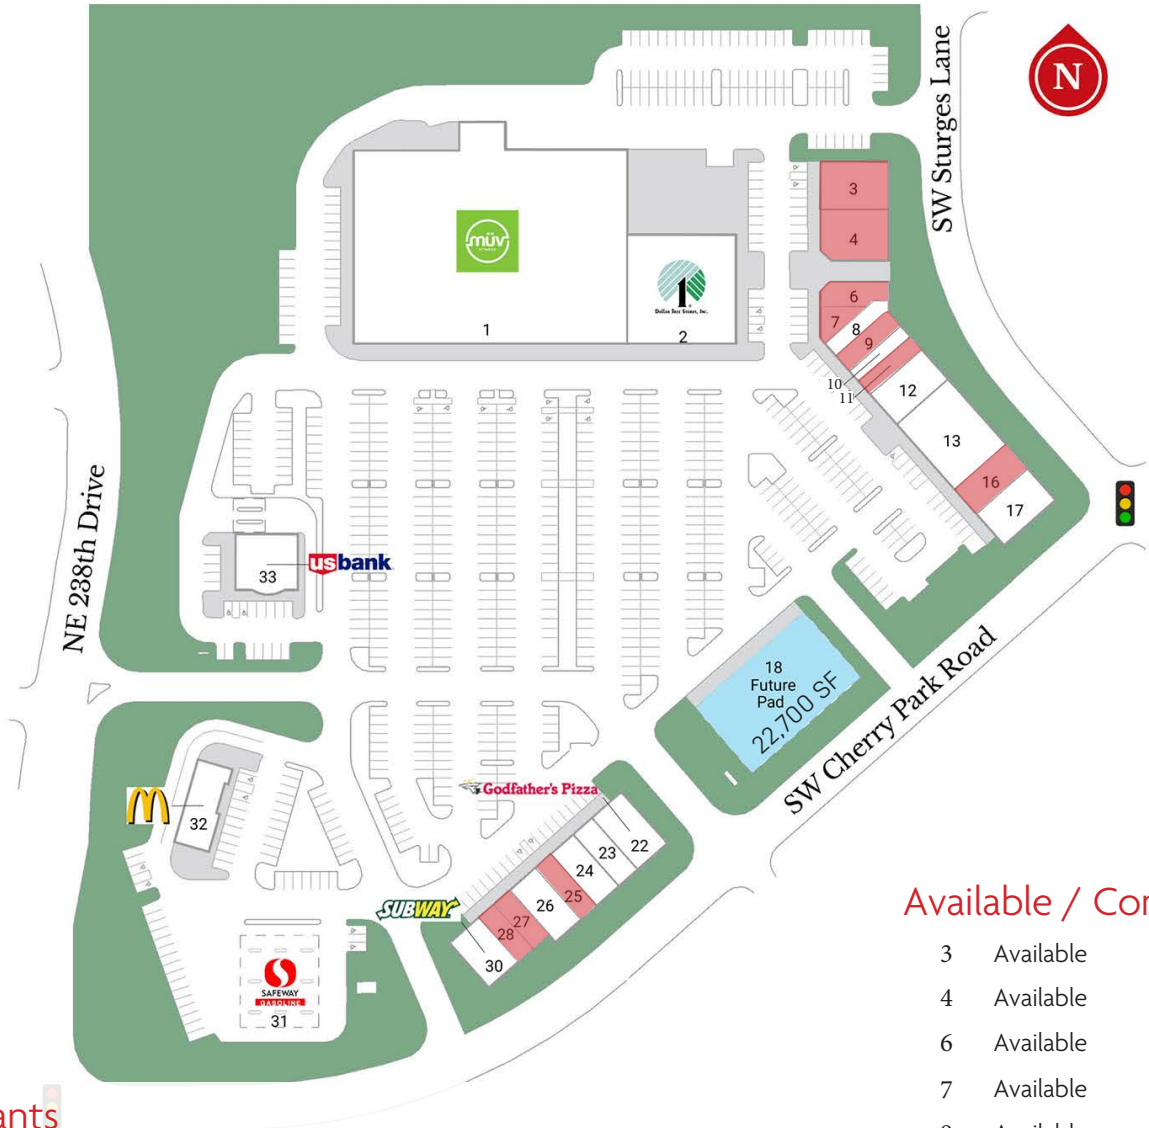 SW Sturges Lane
N
3
4
müv
FITNESS
1
Dollar Tree Stores, Inc.
2
6
7
8
9
10
11
12
13
16
17
NE 238th Drive
usbank
33
18
Future
Pad
22,700 SF
SW Cherry Park Road
Godfather's Pizza
32
22
23
24
25
26
27
28
30
SUBWAY
SAFEWAY
GASOLINE
31
Available / Cor
3 Available
4 Available
6 Available
7 Available
ants